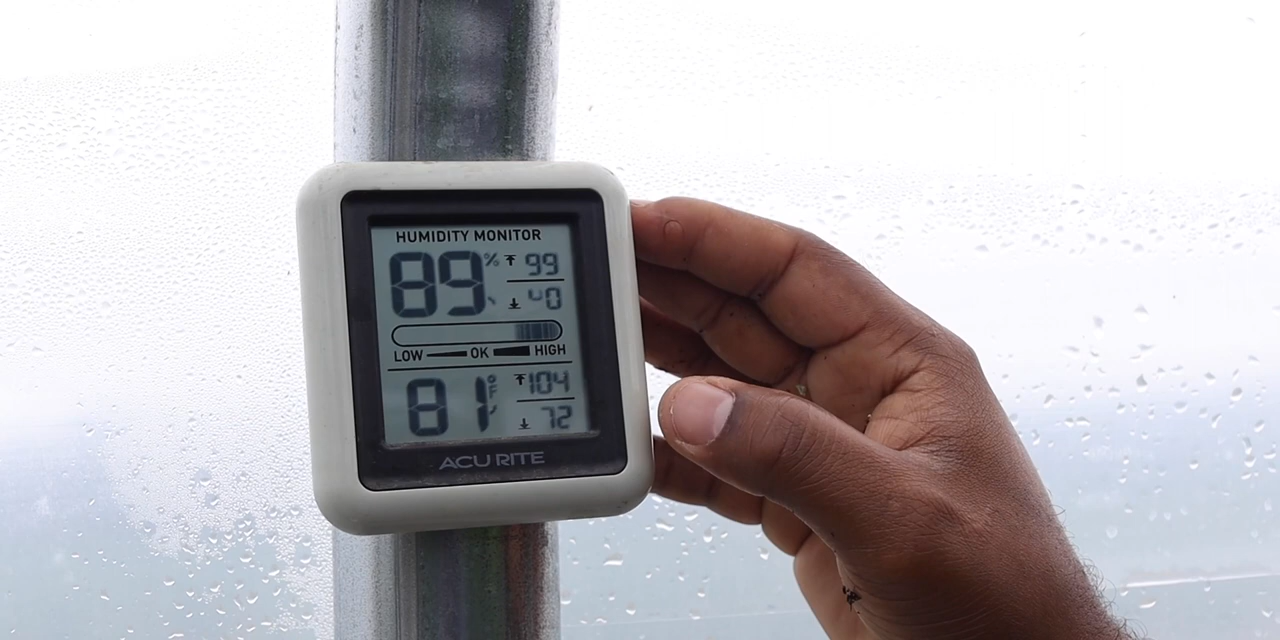 HUMIDITY MONITOR
89% 99
40
LOW OK HIGH
81°F 104
72
ACURITE